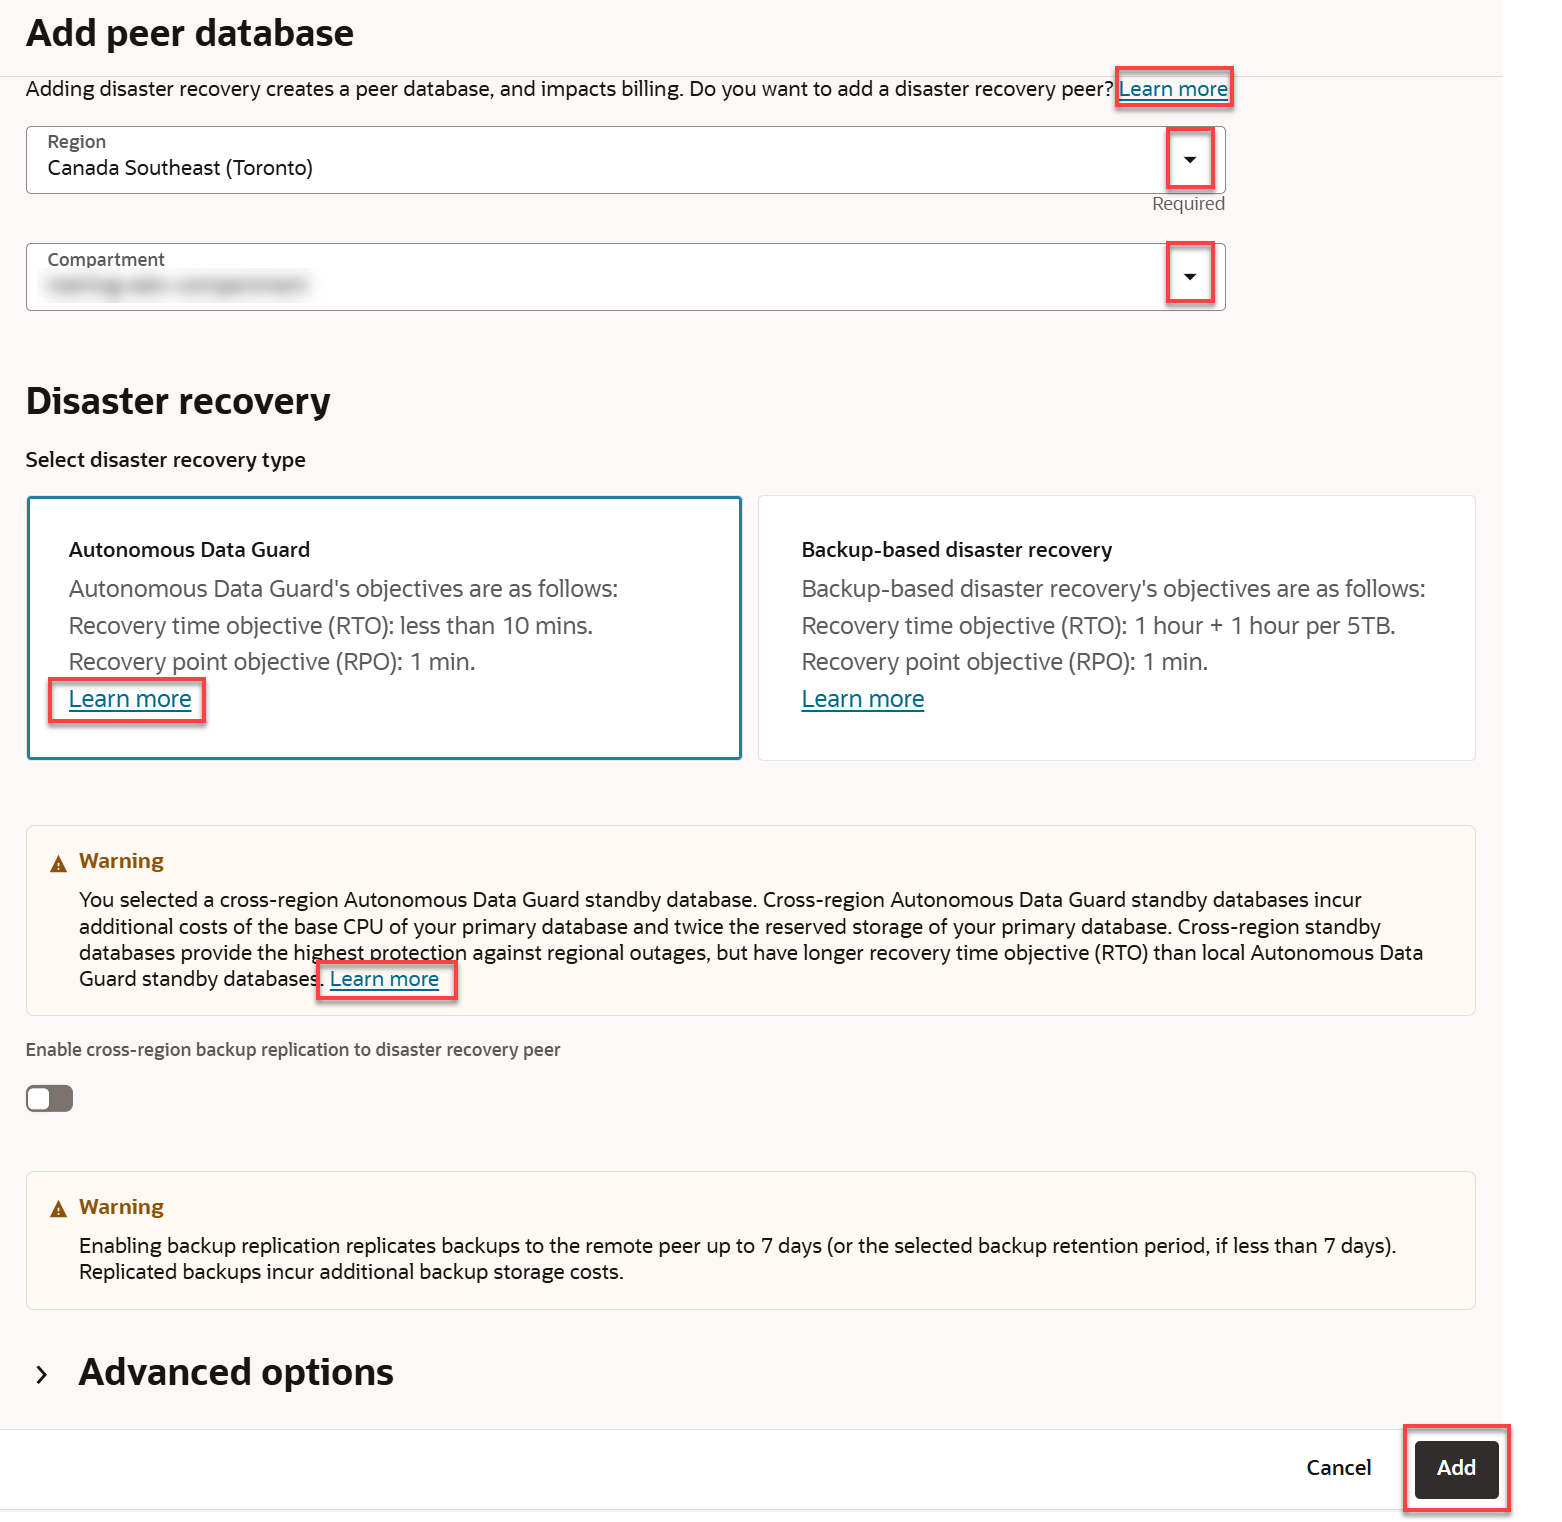 Add peer database
Adding disaster recovery creates a peer database, and impacts billing. Do you want to add a disaster recovery peer? Learn more
Region
Canada Southeast (Toronto)
Required
Compartment
Disaster recovery
Select disaster recovery type
Autonomous Data Guard
Autonomous Data Guard's objectives are as follows:
Recovery time objective (RTO): less than 10 mins.
Recovery point objective (RPO): 1 min.
Learn more
Backup-based disaster recovery
Backup-based disaster recovery's objectives are as follows:
Recovery time objective (RTO): 1 hour + 1 hour per 5TB.
Recovery point objective (RPO): 1 min.
Learn more
Warning
You selected a cross-region Autonomous Data Guard standby database. Cross-region Autonomous Data Guard standby databases incur
additional costs of the base CPU of your primary database and twice the reserved storage of your primary database. Cross-region standby
databases provide the highest protection against regional outages, but have longer recovery time objective (RTO) than local Autonomous Data
Guard standby databases. Learn more
Enable cross-region backup replication to disaster recovery peer
Warning
Enabling backup replication replicates backups to the remote peer up to 7 days (or the selected backup retention period, if less than 7 days).
Replicated backups incur additional backup storage costs.
Advanced options
Cancel
Add